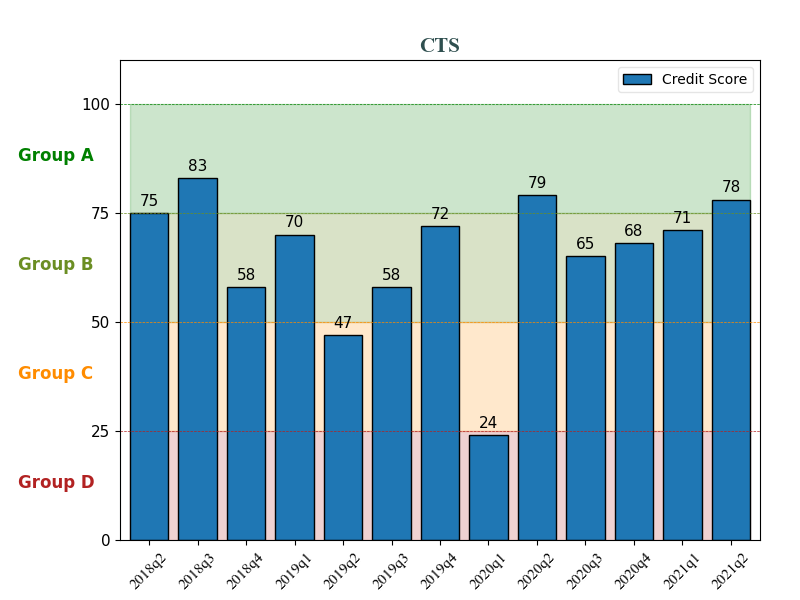 CTS
Credit Score
100
75
50
25
0
Group A
Group B
Group C
Group D
75
83
58
70
47
58
72
24
79
65
68
71
78
2018q2
2018q3
2018q4
2019q1
2019q2
2019q3
2019q4
2020q1
2020q2
2020q3
2020q4
2021q1
2021q2